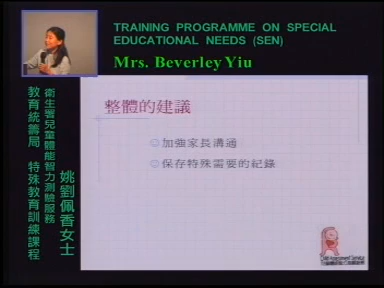 TRAINING PROGRAMME ON SPECIAL
EDUCATIONAL NEEDS (SEN)
Mrs. Beverley Yiu
教育統籌局 特殊教育訓練課程
衛生署兒童體能智力測驗服務
姚劉佩香女士
整體的建議
加強家長溝通
保存特殊需要的紀錄
Child Assessment Service